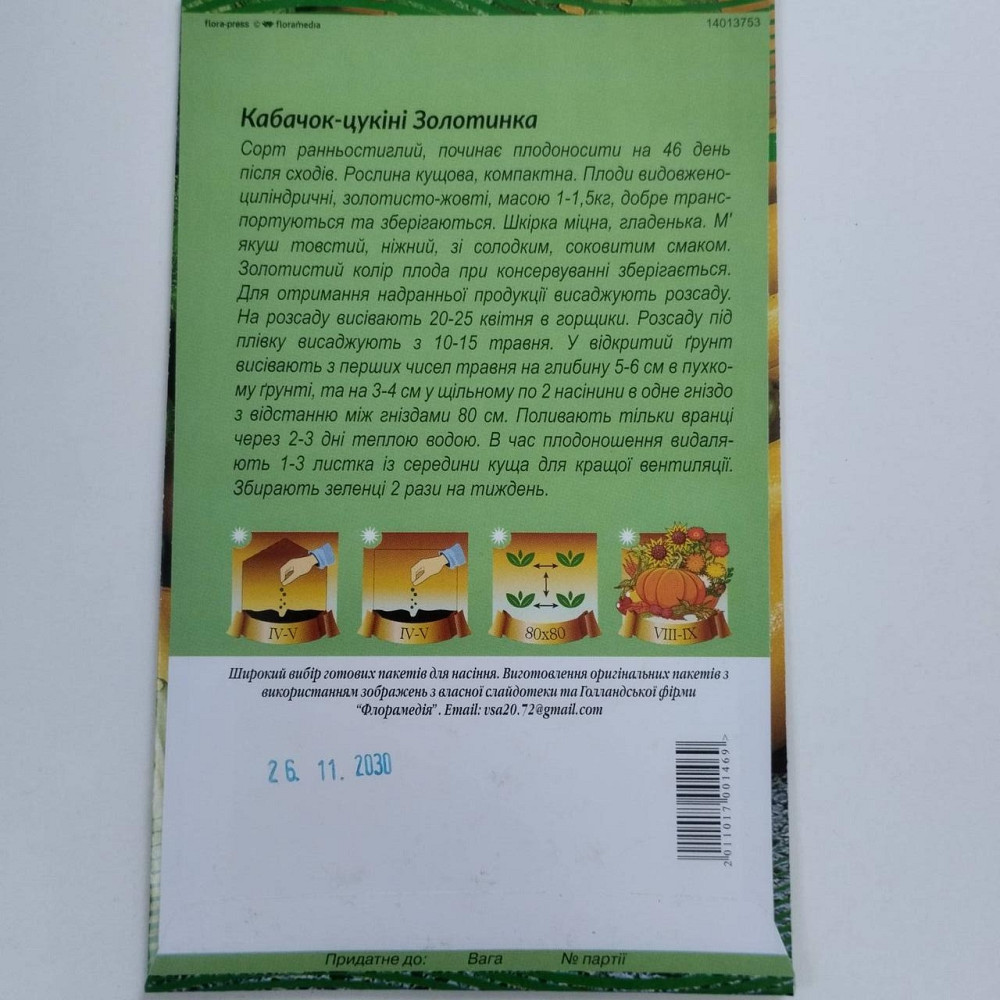 flora-press © floramedia 14013753
Кабачок-цукіні Золотинка
Сорт ранньостиглий, починає плодоносити на 46 день
після сходів. Рослина кущова, компактна. Плоди видовжено-
циліндричні, золотисто-жовті, масою 1-1,5кг, добре транс-
портуються та зберігаються. Шкірка міцна, гладенька. М'
якуш товстий, ніжний, зі солодким, соковитим смаком.
Золотистий колір плода при консервуванні зберігається.
Для отримання надранньої продукції висаджують розсаду.
На розсаду висівають 20-25 квітня в горщики. Розсаду під
плівку висаджують з 10-15 травня. У відкритий ґрунт
висівають з перших чисел травня на глибину 5-6 см в пухко-
му ґрунті, та на 3-4 см у щільному по 2 насінини в одне гніздо
з відстанню між гніздами 80 см. Поливають тільки вранці
через 2-3 дні теплою водою. В час плодоношення видаля-
ють 1-3 листка із середини куща для кращої вентиляції.
Збирають зеленці 2 рази на тиждень.
IV-V IV-V 80x80 VIII-IX
Широкий вибір готових пакетів для насіння. Виготовлення оригінальних пакетів з
використанням зображень з власної слайдотеки та Голландської фірми
“Флорамедія”. Email: vsa20.72@gmail.com
26. 11. 2030
2 011017 001469 >
Придатне до: Вага № партії